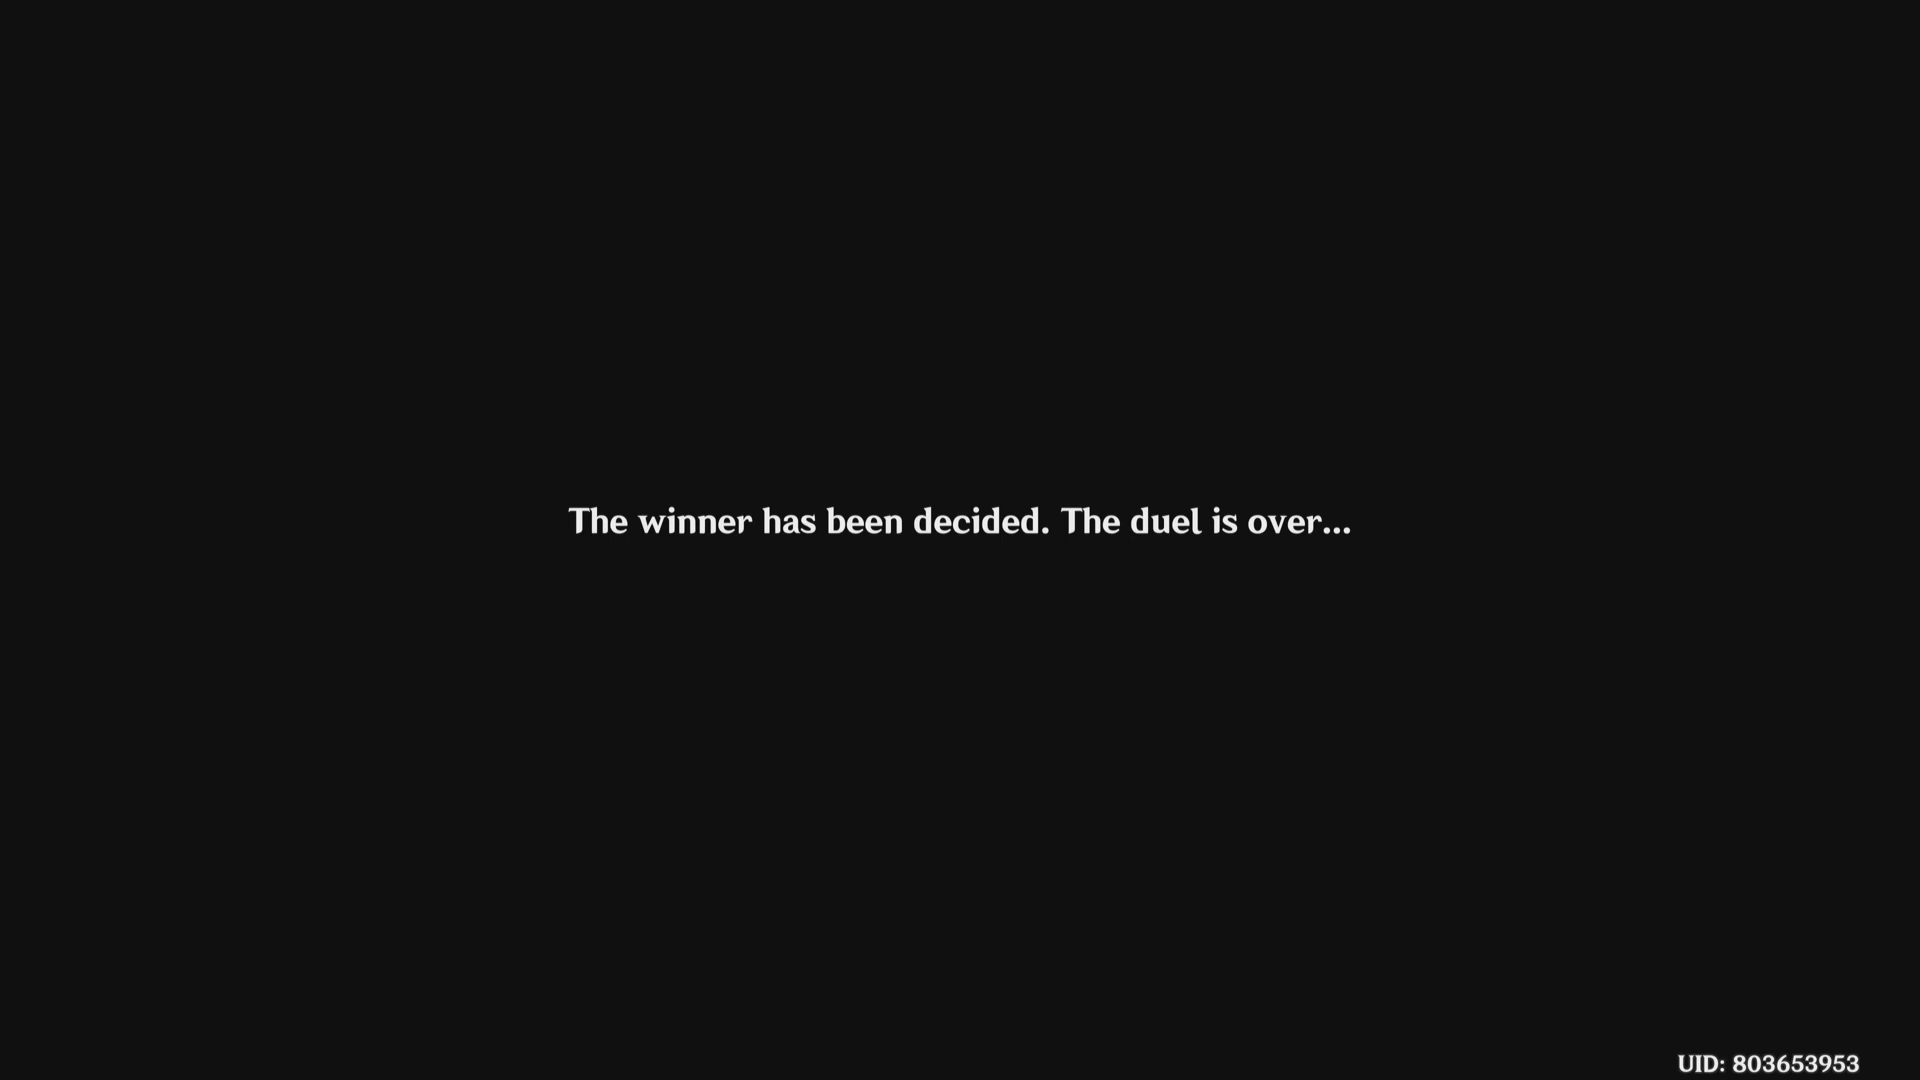 The winner has been decided. The duel is over...
UID: 803653953